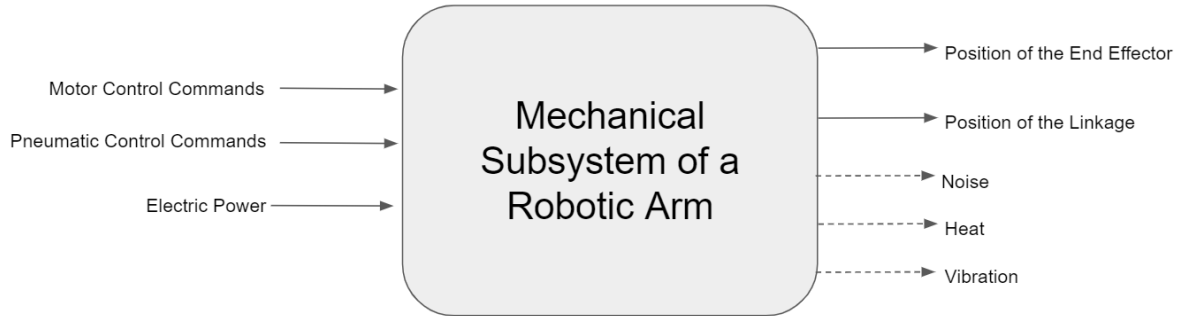 Motor Control Commands
Pneumatic Control Commands
Electric Power
Mechanical
Subsystem of a
Robotic Arm
Position of the End Effector
Position of the Linkage
Noise
Heat
Vibration